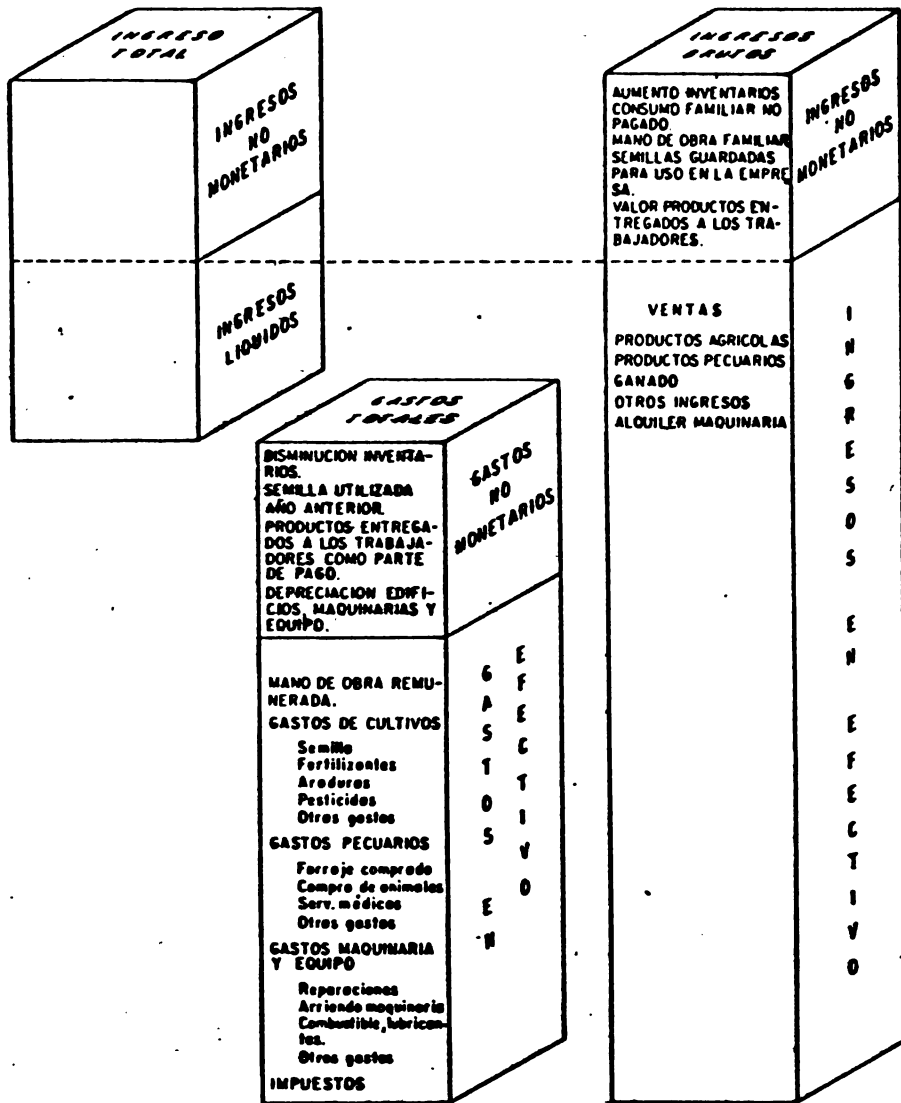 INGRESO
TOTAL
INGRESOS
NO
MONETARIOS
INGRESOS
LIQUIDOS
GASTOS
TOTALES
DISMINUCION INVENTA-
RIOS.
SEMILLA UTILIZADA
AÑO ANTERIOR
PRODUCTOS ENTREGA-
DOS A LOS TRABAJA-
DORES COMO PARTE
DE PAGO.
DEPRECIACION EDIFI-
CIOS, MAQUINARIAS Y
EQUIPO.
GASTOS
NO
MONETARIOS
MANO DE OBRA REMU-
NERADA.
GASTOS DE CULTIVOS
Semilla
Fertilizantes
Araduras
Pesticidas
Otros gastos
GASTOS PECUARIOS
Forraje comprado
Compra de animales
Serv. médicos
Otros gastos
GASTOS MAQUINARIA
Y EQUIPO
Reparaciones
Arriendo maquinaria
Combustible, lubrican-
tes.
Otros gastos
IMPUESTOS
GASTOS EN
EFECTIVO
INGRESOS
BRUTOS
AUMENTO INVENTARIOS
CONSUMO FAMILIAR NO
PAGADO.
MANO DE OBRA FAMILIAR
SEMILLAS GUARDADAS
PARA USO EN LA EMPRE
SA.
VALOR PRODUCTOS EN-
TREGADOS A LOS TRA-
BAJADORES.
INGRESOS
NO
MONETARIOS
VENTAS
PRODUCTOS AGRICOLAS
PRODUCTOS PECUARIOS
GANADO
OTROS INGRESOS
ALQUILER MAQUINARIA
INGRESOS EN EFECTIVO